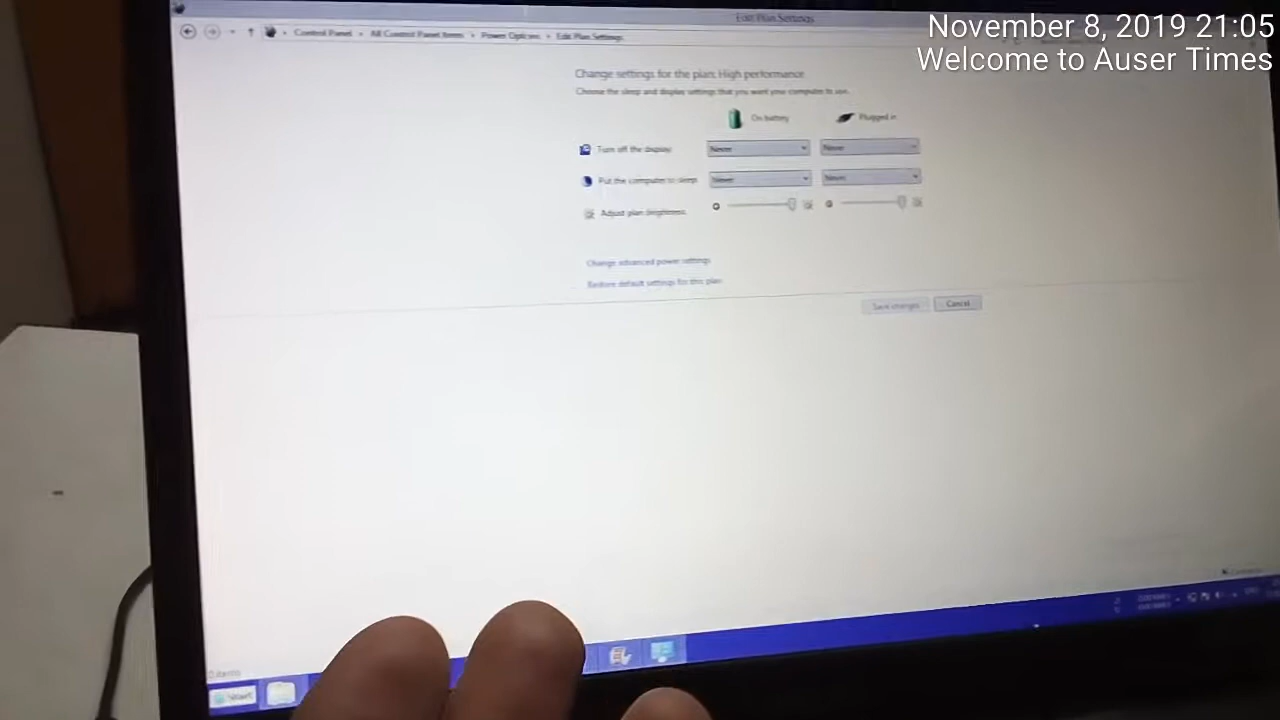 November 8, 2019 21:05
Welcome to Auser Times
Edit Plan Settings
Control Panel All Control Panel Items Power Options Edit Plan Settings
Change settings for the plan: High performance
Choose the sleep and display settings that you want your computer to use.
On battery Plugged in
Turn off the display: Never Never
Put the computer to sleep: Never Never
Adjust plan brightness:
Change advanced power settings
Restore default settings for this plan
Save changes Cancel
2 items
Start